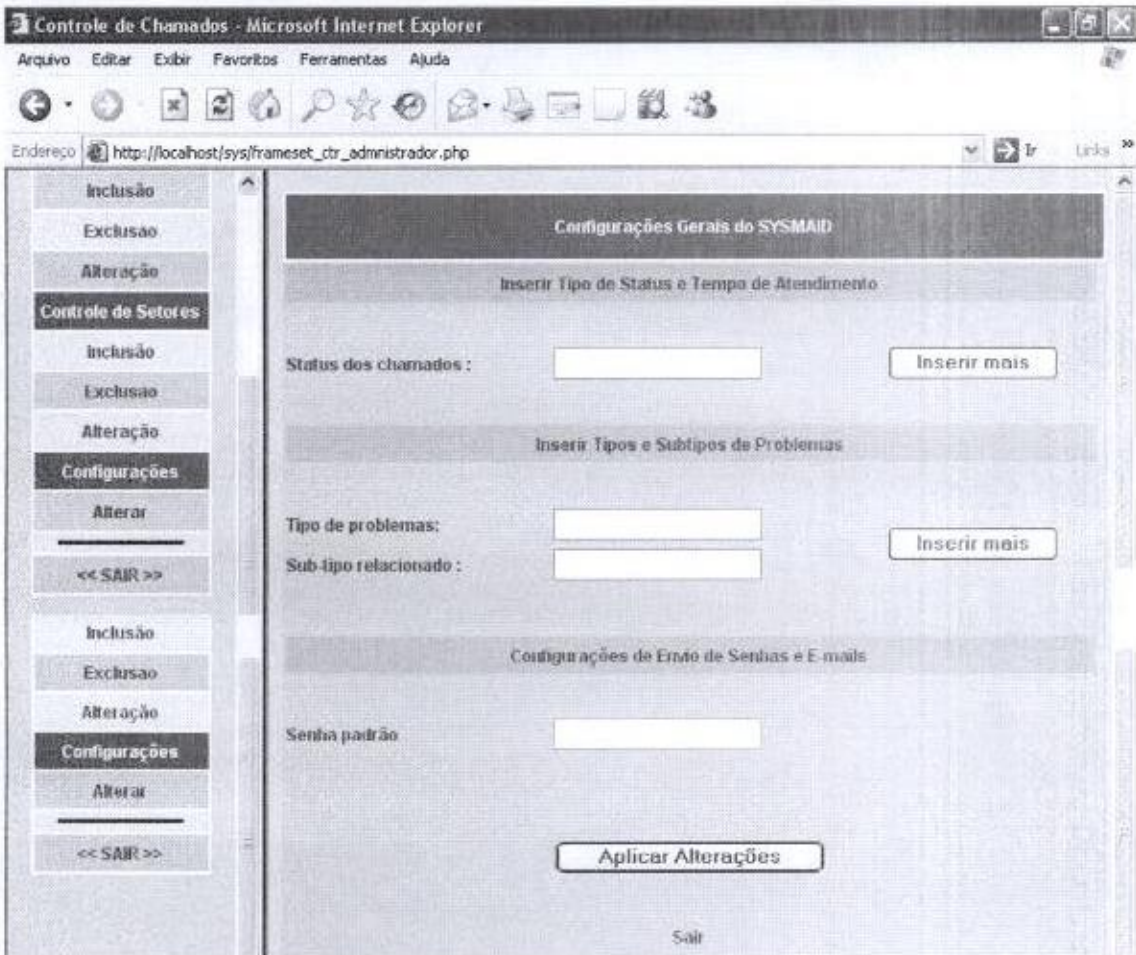 Controle de Chamados - Microsoft Internet Explorer
Arquivo Editar Exibir Favoritos Ferramentas Ajuda
Endereço http://localhost/sys/frameset_ctr_admnistrador.php Ir Links »
Inclusão
Exclusao
Alteração
Controle de Setores
Inclusão
Exclusao
Alteração
Configurações
Alterar
<< SAIR >>
Inclusão
Exclusao
Alteração
Configurações
Alterar
<< SAIR >>
Configurações Gerais do SYSMAID
Inserir Tipo de Status e Tempo de Atendimento
Status dos chamados :
Inserir mais
Inserir Tipos e Subtipos de Problemas
Tipo de problemas:
Sub-tipo relacionado :
Inserir mais
Configurações de Envio de Senhas e E-mails
Senha padrão
Aplicar Alterações
Sair